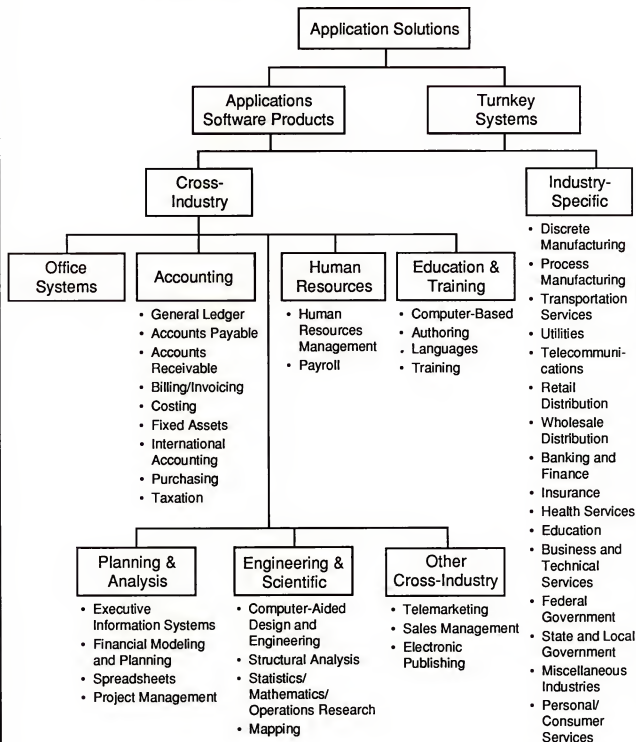 Application Solutions
Applications
Software Products
Turnkey
Systems
Cross-
Industry
Industry-
Specific
• Discrete
Manufacturing
• Process
Manufacturing
• Transportation
Services
• Utilities
• Telecommuni-
cations
• Retail
Distribution
• Wholesale
Distribution
• Banking and
Finance
• Insurance
• Health Services
• Education
• Business and
Technical
Services
• Federal
Government
• State and Local
Government
• Miscellaneous
Industries
• Personal/
Consumer
Services
Office
Systems
Accounting
• General Ledger
• Accounts Payable
• Accounts
Receivable
• Billing/Invoicing
• Costing
• Fixed Assets
• International
Accounting
• Purchasing
• Taxation
Human
Resources
• Human
Resources
Management
• Payroll
Education &
Training
• Computer-Based
• Authoring
• Languages
• Training
Planning &
Analysis
• Executive
Information Systems
• Financial Modeling
and Planning
• Spreadsheets
• Project Management
Engineering &
Scientific
• Computer-Aided
Design and
Engineering
• Structural Analysis
• Statistics/
Mathematics/
Operations Research
• Mapping
Other
Cross-Industry
• Telemarketing
• Sales Management
• Electronic
Publishing